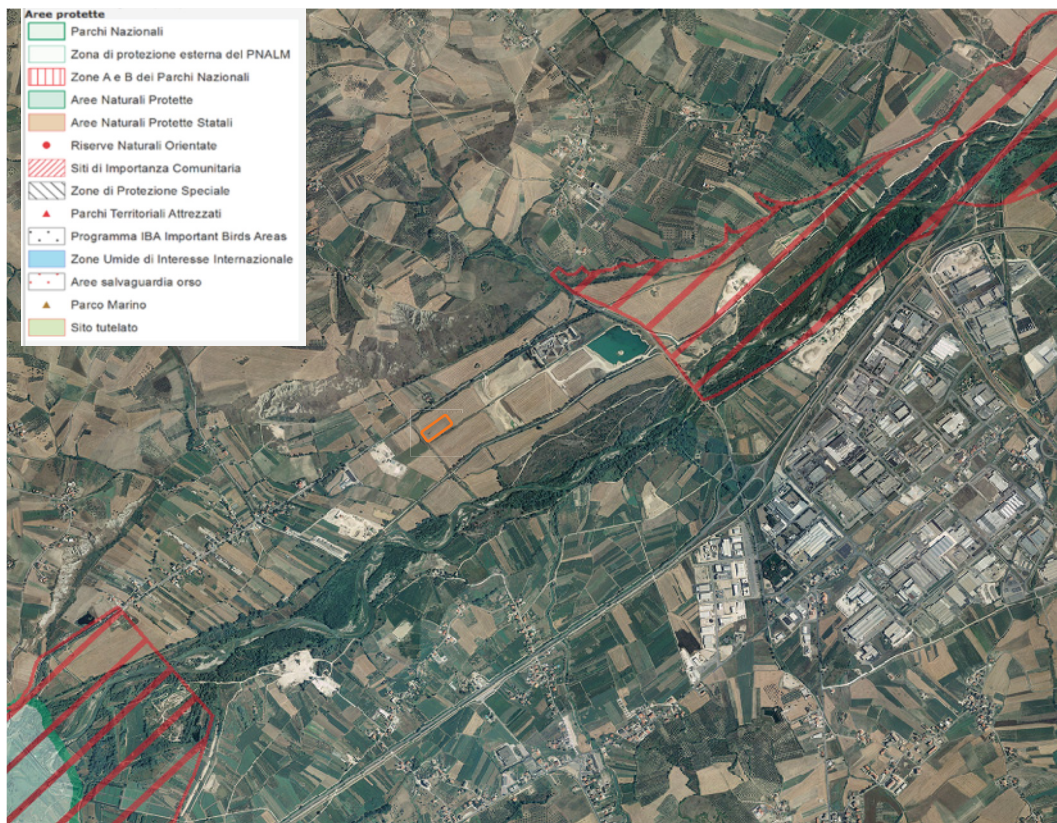 Aree protette
Parchi Nazionali
Zona di protezione esterna del PNALM
Zone A e B dei Parchi Nazionali
Aree Naturali Protette
Aree Naturali Protette Statali
Riserve Naturali Orientate
Siti di Importanza Comunitaria
Zone di Protezione Speciale
Parchi Territoriali Attrezzati
Programma IBA Important Birds Areas
Zone Umide di Interesse Internazionale
Aree salvaguardia orso
Parco Marino
Sito tutelato